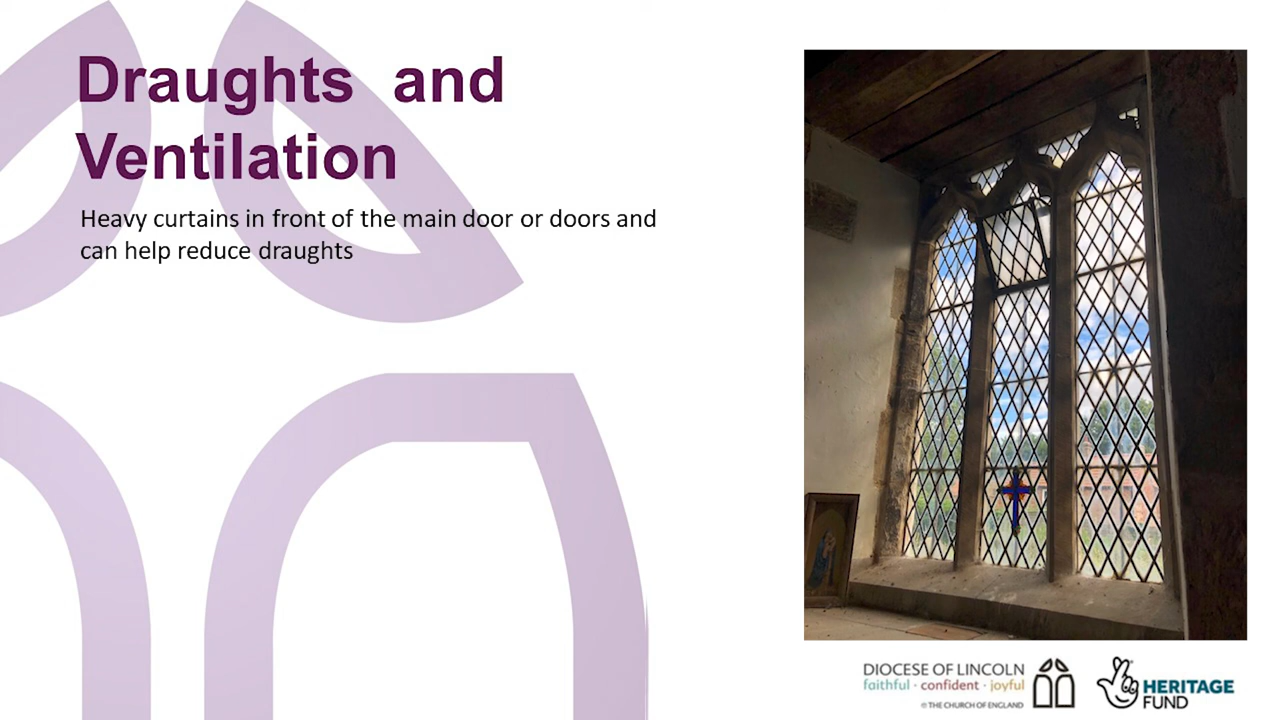 Draughts and
Ventilation
Heavy curtains in front of the main door or doors and
can help reduce draughts
DIOCESE OF LINCOLN
faithful · confident · joyful
© THE CHURCH OF ENGLAND
HERITAGE
FUND